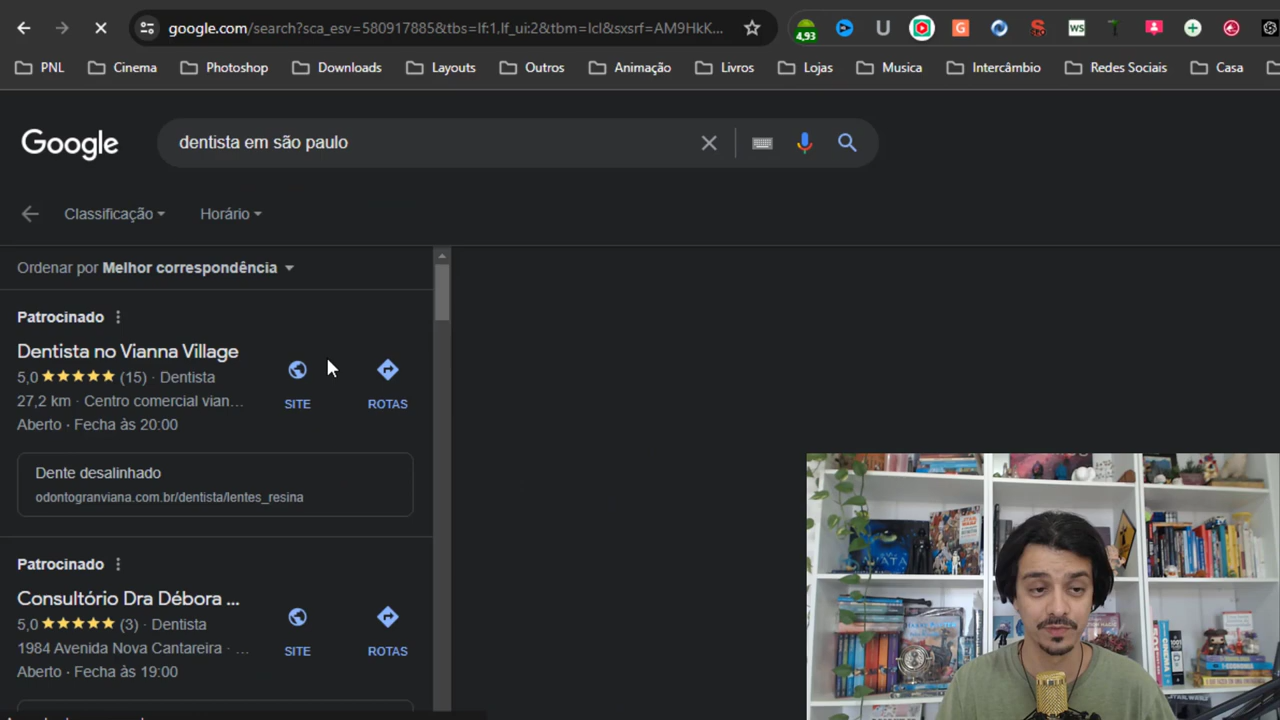 google.com/search?sca_esv=580917885&tbs=lf:1,lf_ui:2&tbm=lcl&sxsrf=AM9HkK...
4,93
U
G
WS
PNL
Cinema
Photoshop
Downloads
Layouts
Outros
Animação
Livros
Lojas
Musica
Intercâmbio
Redes Sociais
Casa
Google
dentista em são paulo
Classificação
Horário
Ordenar por Melhor correspondência
Patrocinado
Dentista no Vianna Village
5,0 ★★★★★ (15) · Dentista
27,2 km · Centro comercial vian...
Aberto · Fecha às 20:00
SITE
ROTAS
Dente desalinhado
odontogranviana.com.br/dentista/lentes_resina
Patrocinado
Consultório Dra Débora ...
5,0 ★★★★★ (3) · Dentista
1984 Avenida Nova Cantareira · ...
Aberto · Fecha às 19:00
SITE
ROTAS
AVATAR
STAR WARS